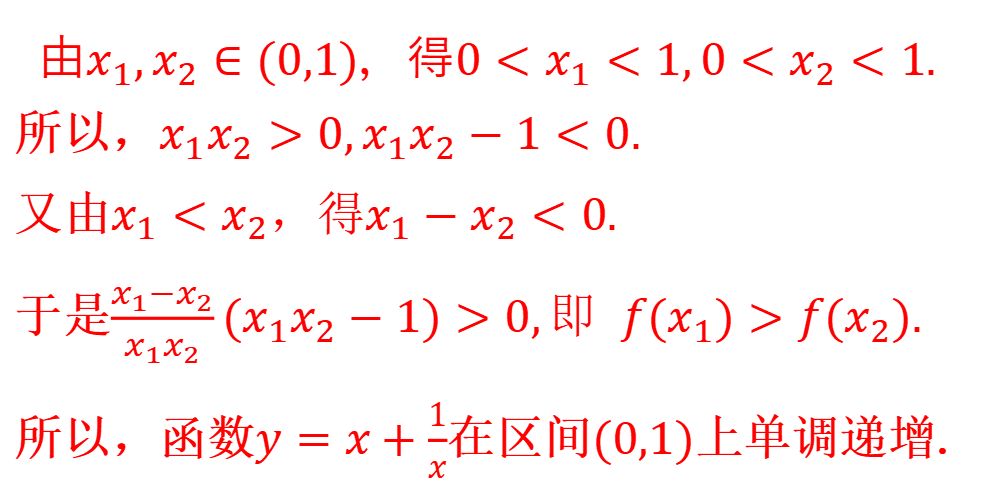 由x₁, x₂ ∈ (0,1)，得0 < x₁ < 1, 0 < x₂ < 1.
所以，x₁x₂ > 0, x₁x₂ − 1 < 0.
又由x₁ < x₂，得x₁ − x₂ < 0.
于是\frac{x₁−x₂}{x₁x₂}(x₁x₂ − 1) > 0, 即 f(x₁) > f(x₂).
所以，函数y = x + \frac{1}{x}在区间(0,1)上单调递增.